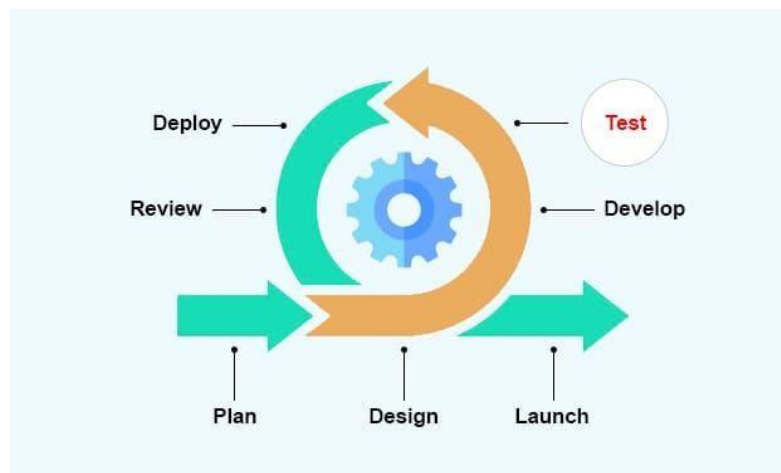 Deploy
Test
Review
Develop
Plan
Design
Launch